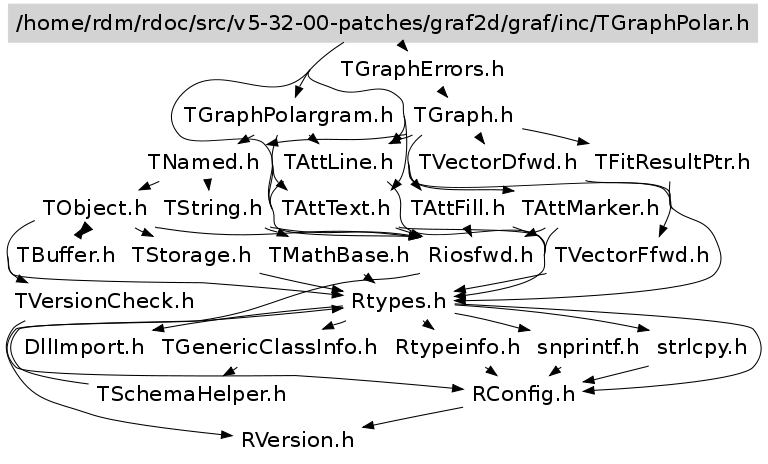 /home/rdm/rdoc/src/v5-32-00-patches/graf2d/graf/inc/TGraphPolar.h
TGraphErrors.h
TGraphPolargram.h TGraph.h
TNamed.h TAttLine.h TVectorDfwd.h TFitResultPtr.h
TObject.h TString.h TAttText.h TAttFill.h TAttMarker.h
TBuffer.h TStorage.h TMathBase.h Riosfwd.h TVectorFfwd.h
TVersionCheck.h Rtypes.h
DllImport.h TGenericClassInfo.h Rtypeinfo.h snprintf.h strlcpy.h
TSchemaHelper.h RConfig.h
RVersion.h